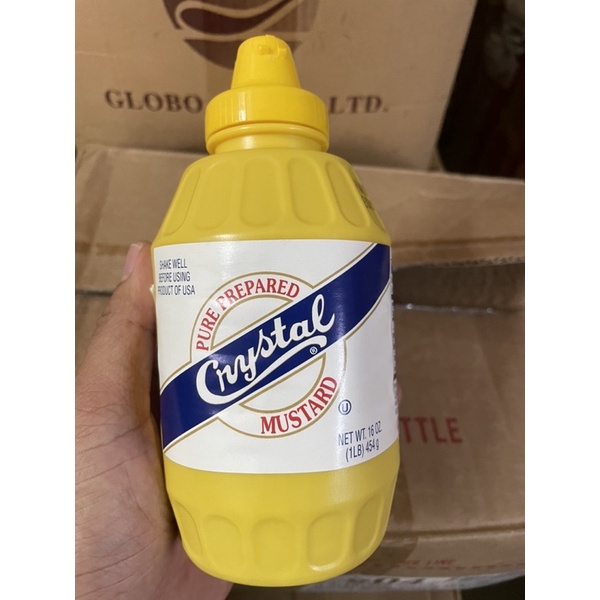 GLOBO LTD.
SHAKE WELL
BEFORE USING
PRODUCT OF USA
PURE PREPARED
Crystal®
MUSTARD
U
NET WT. 16 OZ.
(1LB) 454 g
TTLE